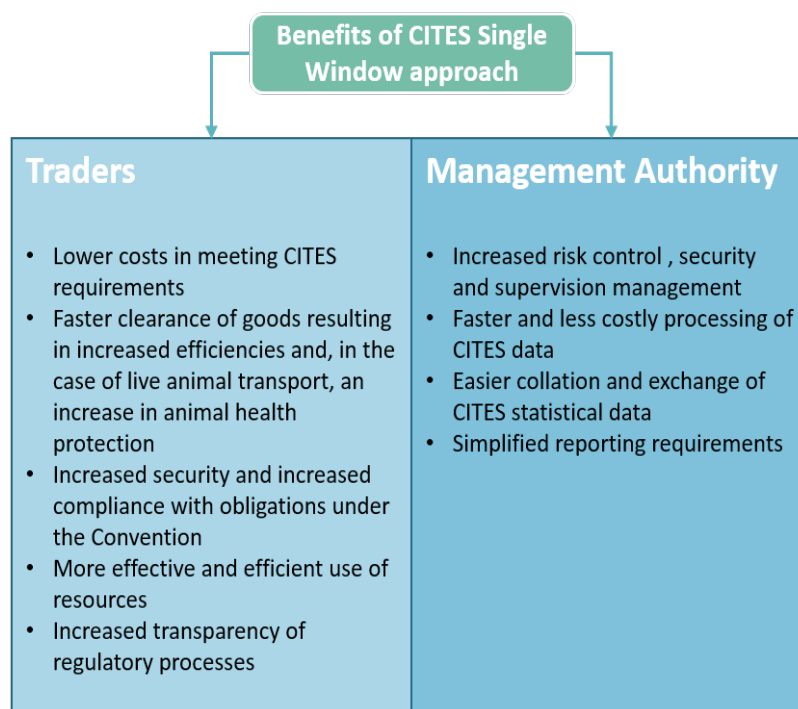 Benefits of CITES Single
Window approach
Traders
• Lower costs in meeting CITES
requirements
• Faster clearance of goods resulting
in increased efficiencies and, in the
case of live animal transport, an
increase in animal health
protection
• Increased security and increased
compliance with obligations under
the Convention
• More effective and efficient use of
resources
• Increased transparency of
regulatory processes
Management Authority
• Increased risk control , security
and supervision management
• Faster and less costly processing of
CITES data
• Easier collation and exchange of
CITES statistical data
• Simplified reporting requirements